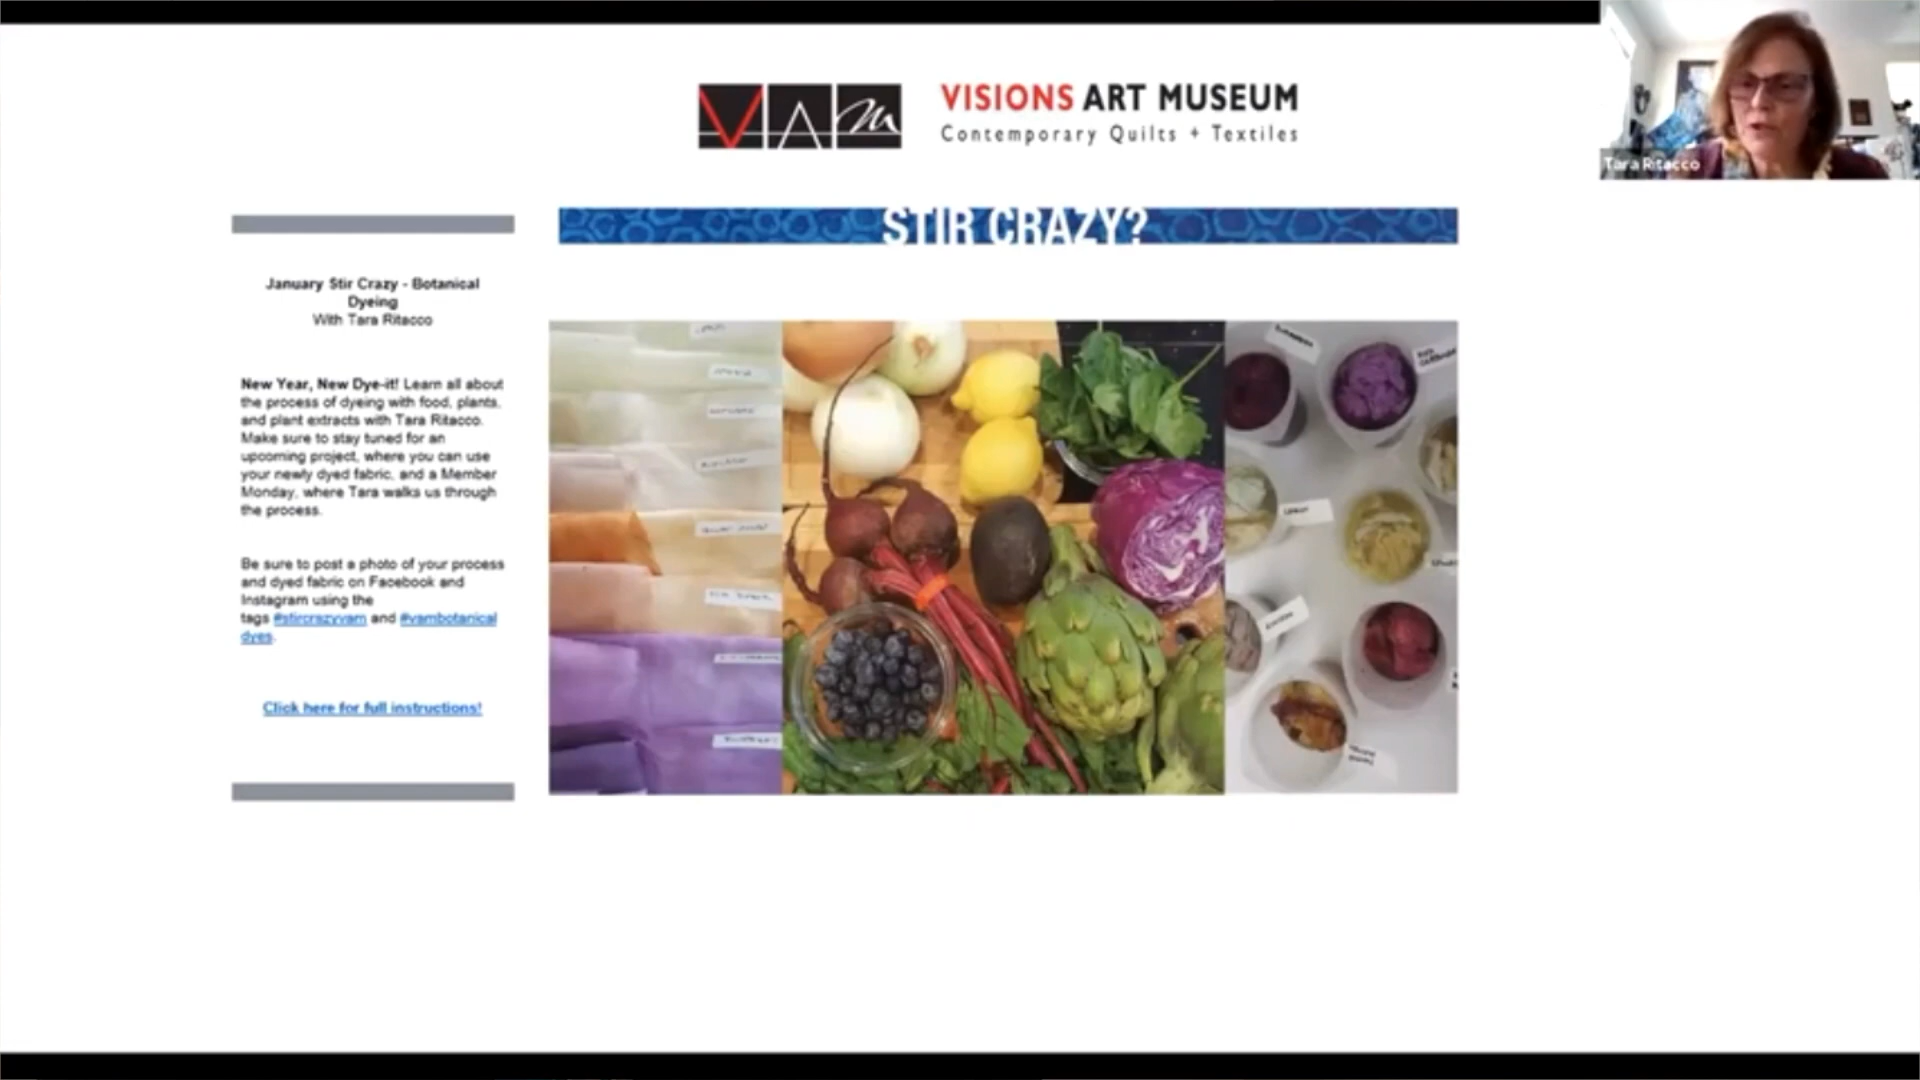 VAM
VISIONS ART MUSEUM
Contemporary Quilts + Textiles
Tara Ritacco
STIR CRAZY?
January Stir Crazy - Botanical
Dyeing
With Tara Ritacco
New Year, New Dye-it! Learn all about
the process of dyeing with food, plants,
and plant extracts with Tara Ritacco.
Make sure to stay tuned for an
upcoming project, where you can use
your newly dyed fabric, and a Member
Monday, where Tara walks us through
the process.
Be sure to post a photo of your process
and dyed fabric on Facebook and
Instagram using the
tags #stircrazyvam and #vambotanical
dyes.
Click here for full instructions!